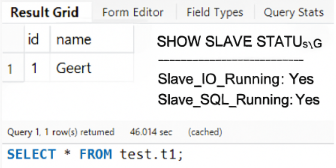 Result Grid Form Editor Field Types Query Stats
id name
1 1 Geert
SHOW SLAVE STATUs\G
--------------------------------
Slave_IO_Running: Yes
Slave_SQL_Running: Yes
Query 1. 1 row(s) returned 46.014 sec (cached)
SELECT * FROM test.t1;